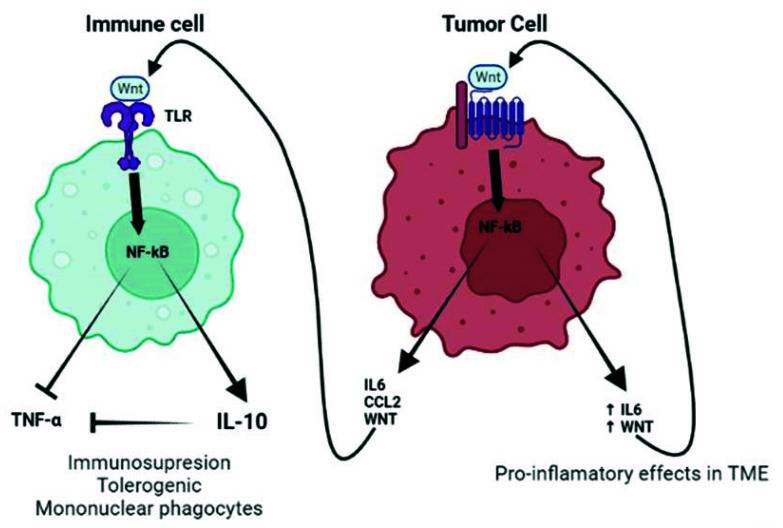 Immune cell
Wnt
TLR
NF-kB
TNF-α
IL-10
Immunosupresion
Tolerogenic
Mononuclear phagocytes
Tumor Cell
Wnt
NF-kB
IL6
CCL2
WNT
↑ IL6
↑ WNT
Pro-inflamatory effects in TME